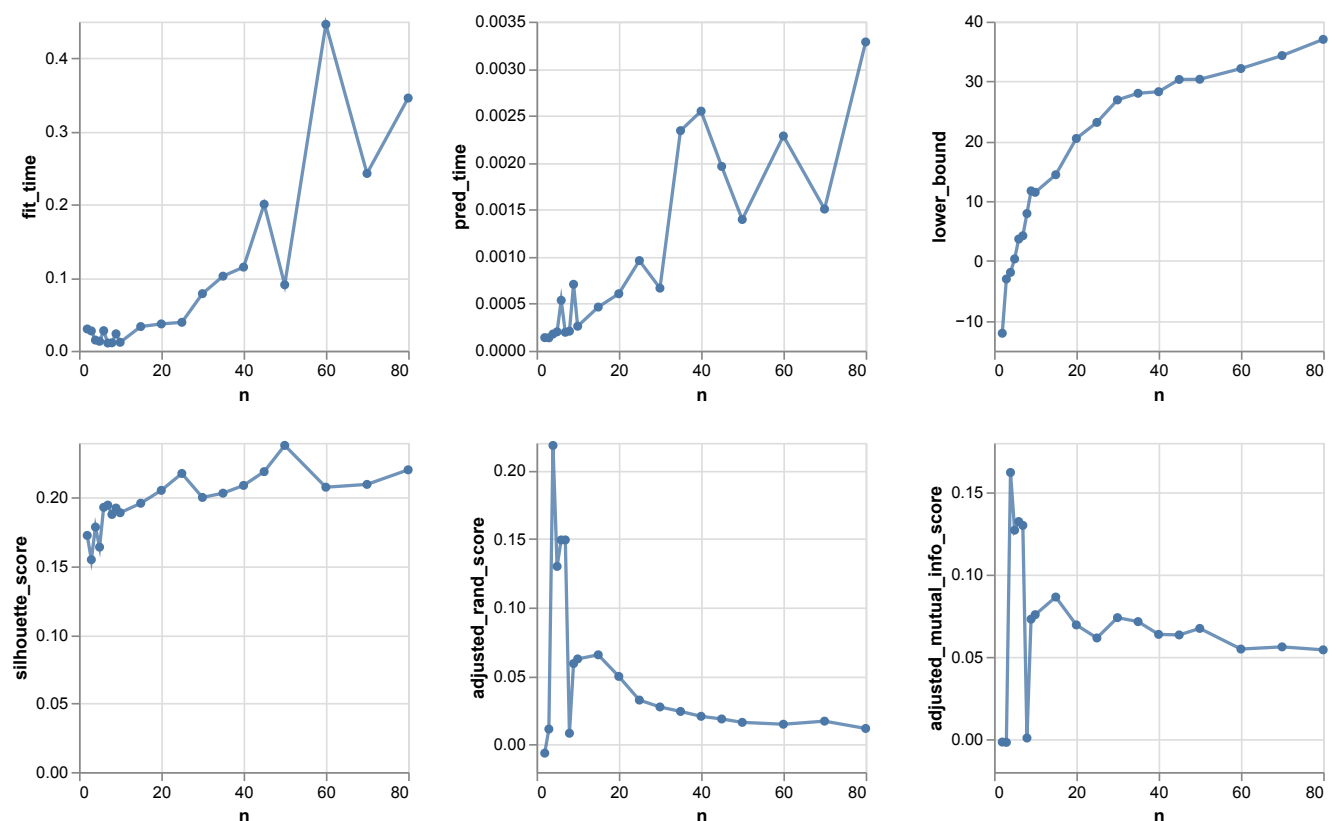 fit_time
0.4
0.3
0.2
0.1
0.0
0 20 40 60 80
n
pred_time
0.0035
0.0030
0.0025
0.0020
0.0015
0.0010
0.0005
0.0000
0 20 40 60 80
n
lower_bound
40
30
20
10
0
−10
0 20 40 60 80
n
silhouette_score
0.20
0.15
0.10
0.05
0.00
0 20 40 60 80
n
adjusted_rand_score
0.20
0.15
0.10
0.05
0.00
0 20 40 60 80
n
adjusted_mutual_info_score
0.15
0.10
0.05
0.00
0 20 40 60 80
n